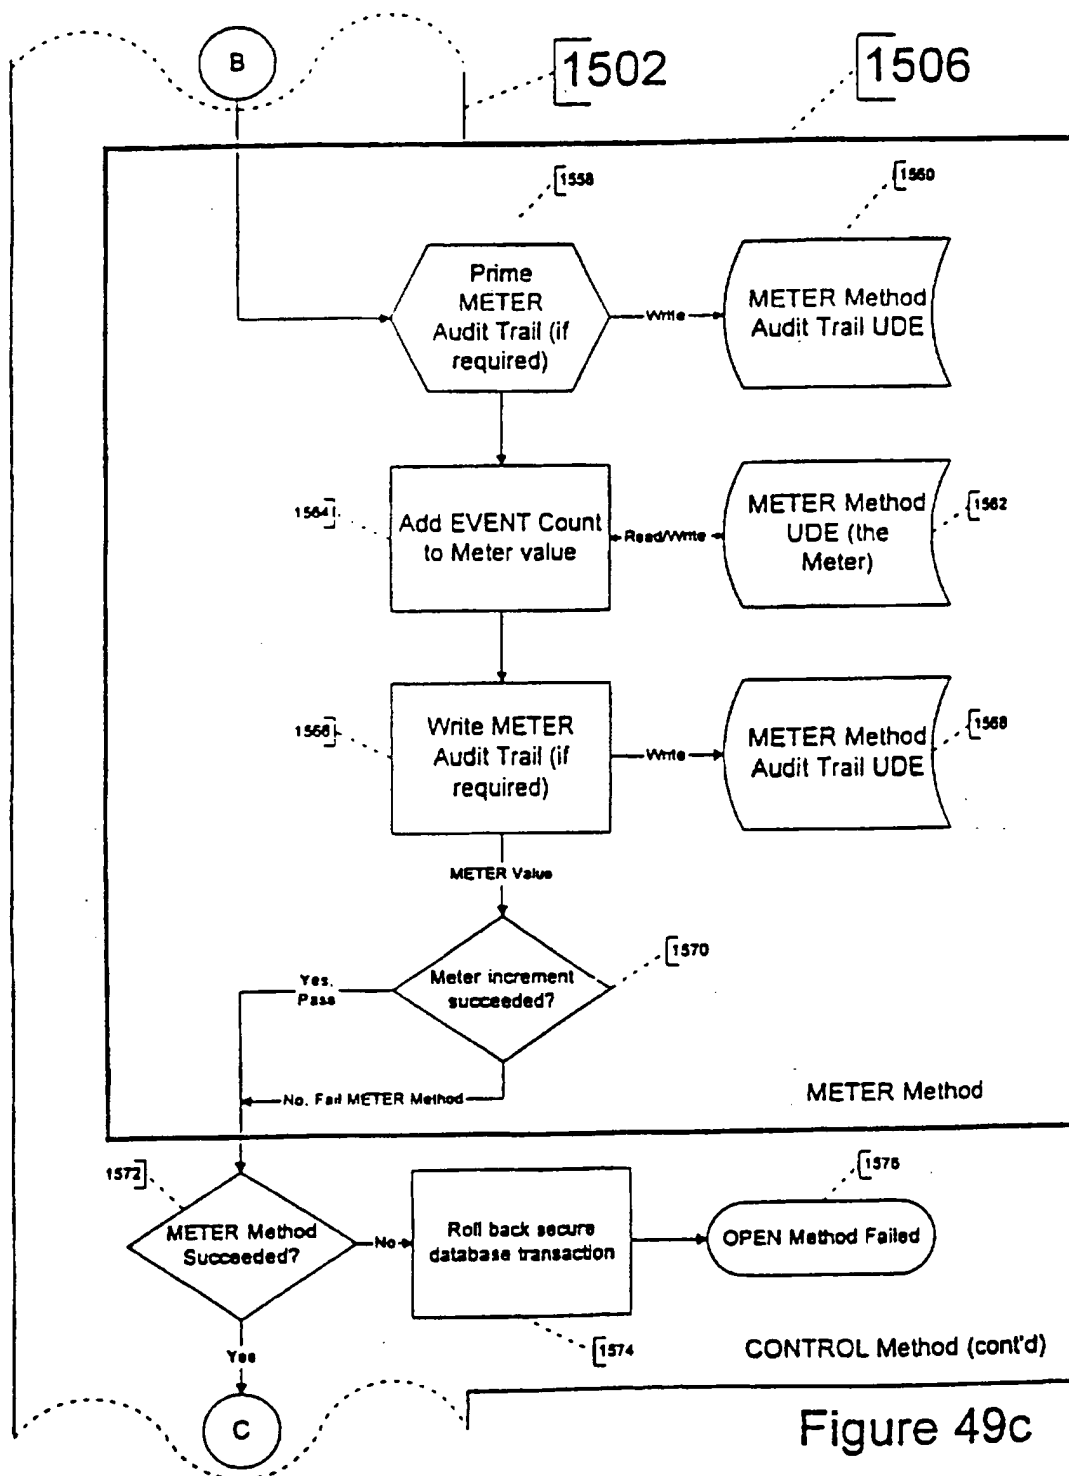 B
1502
1506
1558
1560
Prime
METER
Audit Trail (if
required)
Write
METER Method
Audit Trail UDE
1564
Add EVENT Count
to Meter value
Read/Write
METER Method
UDE (the
Meter)
1562
1566
Write METER
Audit Trail (if
required)
Write
METER Method
Audit Trail UDE
1568
METER Value
1570
Meter increment
succeeded?
Yes,
Pass
No, Fail METER Method
METER Method
1572
METER Method
Succeeded?
No
Roll back secure
database transaction
1576
OPEN Method Failed
1574
Yes
CONTROL Method (cont'd)
C
Figure 49c